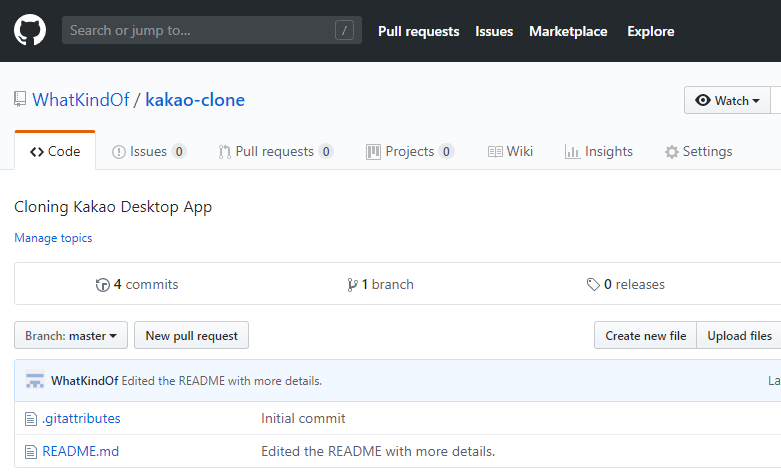 Search or jump to... /
Pull requests Issues Marketplace Explore
WhatKindOf / kakao-clone
Watch
Code Issues 0 Pull requests 0 Projects 0 Wiki Insights Settings
Cloning Kakao Desktop App
Manage topics
4 commits 1 branch 0 releases
Branch: master New pull request Create new file Upload files
WhatKindOf Edited the README with more details. La
.gitattributes Initial commit
README.md Edited the README with more details.